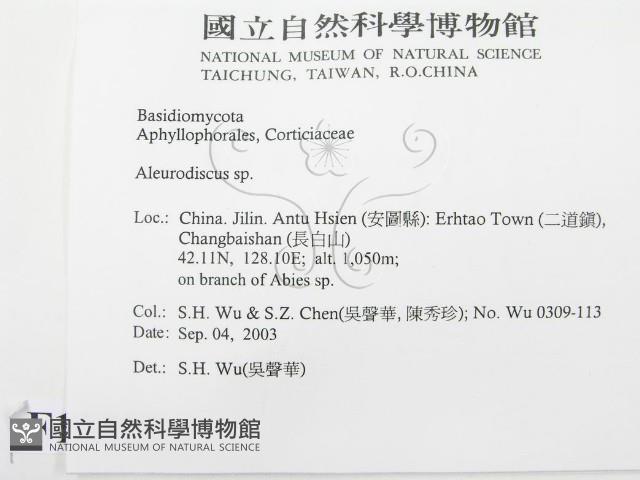 國立自然科學博物館
NATIONAL MUSEUM OF NATURAL SCIENCE
TAICHUNG, TAIWAN, R.O.CHINA
Basidiomycota
Aphyllophorales, Corticiaceae
Aleurodiscus sp.
Loc.: China. Jilin. Antu Hsien (安圖縣): Erhtao Town (二道鎮),
Changbaishan (長白山)
42.11N, 128.10E; alt. 1,050m;
on branch of Abies sp.
Col.: S.H. Wu & S.Z. Chen(吳聲華, 陳秀珍); No. Wu 0309-113
Date: Sep. 04, 2003
Det.: S.H. Wu(吳聲華)
國立自然科學博物館
NATIONAL MUSEUM OF NATURAL SCIENCE